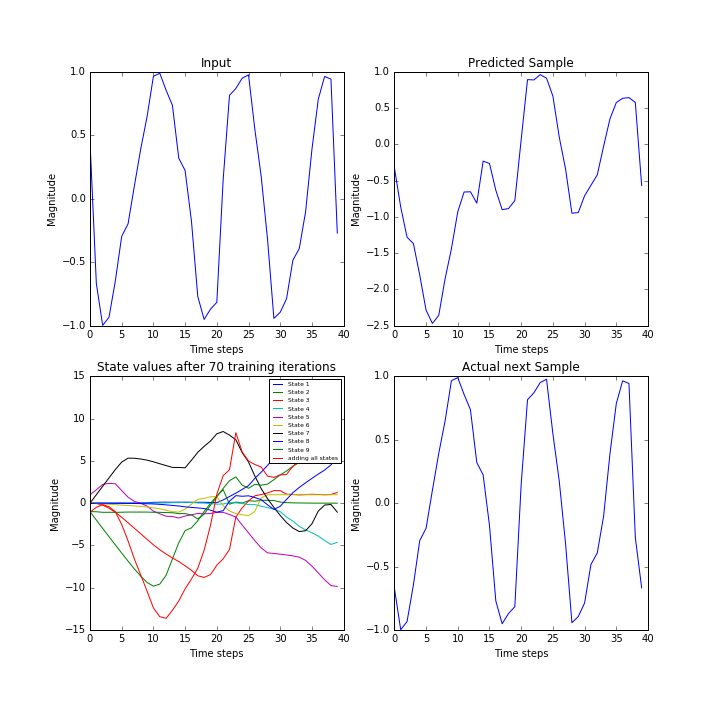 Input
Magnitude
1.0
0.5
0.0
−0.5
−1.0
0 5 10 15 20 25 30 35 40
Time steps
Predicted Sample
Magnitude
1.0
0.5
0.0
−0.5
−1.0
−1.5
−2.0
−2.5
0 5 10 15 20 25 30 35 40
Time steps
State values after 70 training iterations
Magnitude
15
10
5
0
−5
−10
−15
0 5 10 15 20 25 30 35 40
Time steps
State 1
State 2
State 3
State 4
State 5
State 6
State 7
State 8
State 9
adding all states
Actual next Sample
Magnitude
1.0
0.5
0.0
−0.5
−1.0
0 5 10 15 20 25 30 35 40
Time steps